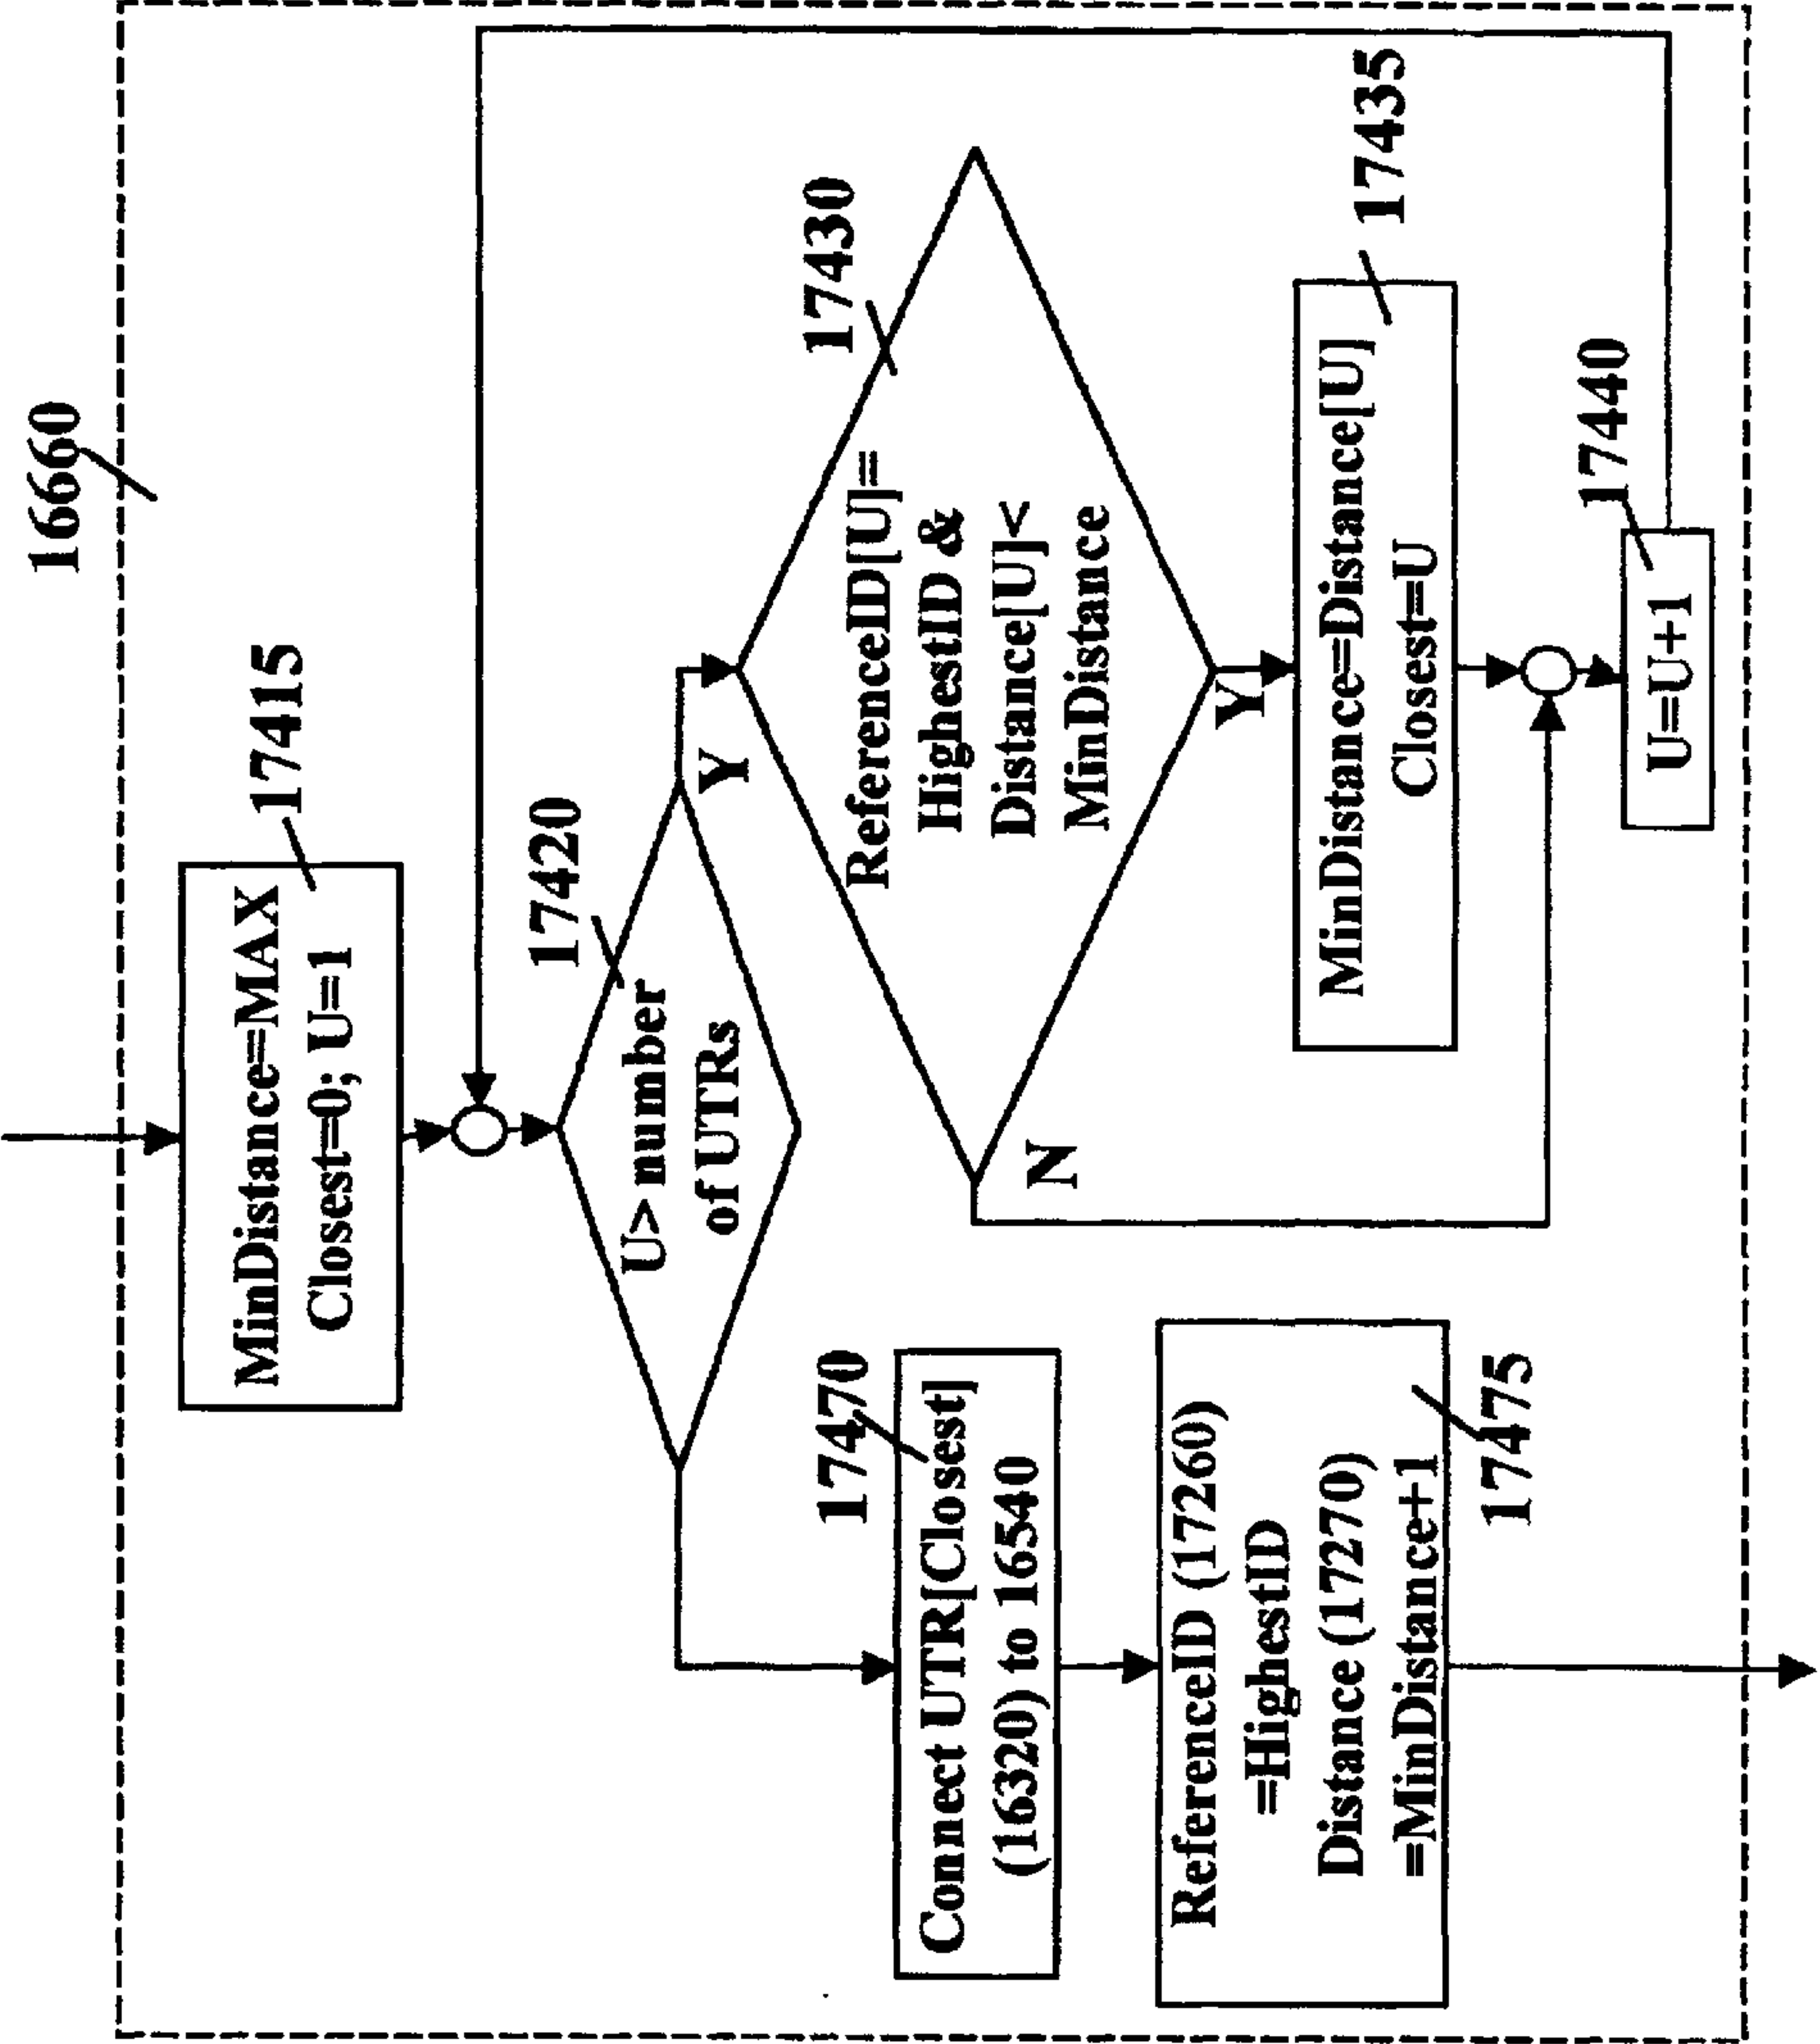 16660
MinDistance=MAX
Closest=0; U=1
17415
U> number
of UTRs
17420
Y
ReferenceID[U]=
HighestID &
Distance[U]<
MinDistance
17430
N
Y
MinDistance=Distance[U]
Closest=U
17435
U=U+1
17440
Connect UTR[Closest]
(16320) to 16540
17470
ReferenceID (17260)
=HighestID
Distance (17270)
=MinDistance+1
17475